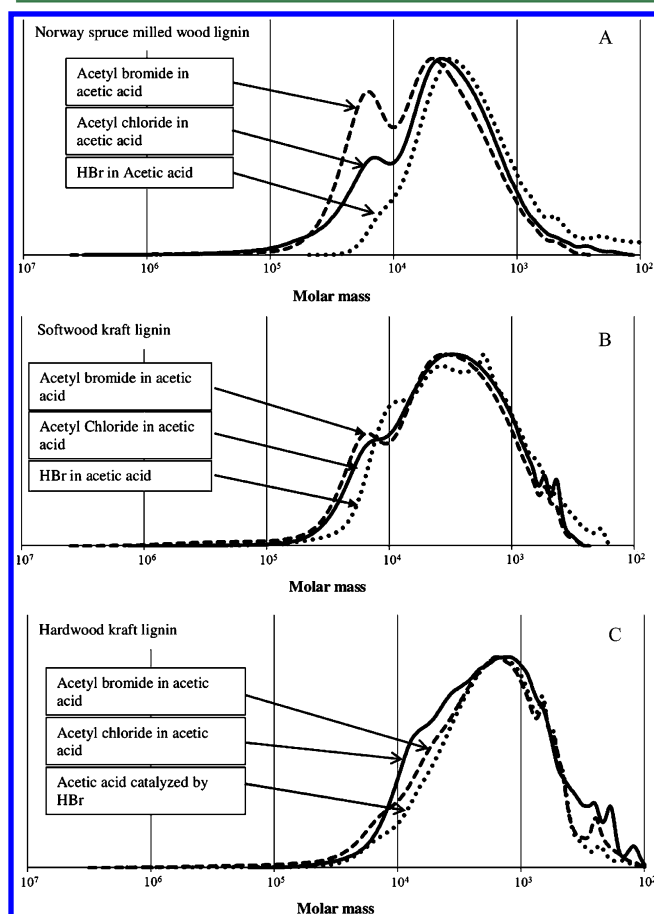 Norway spruce milled wood lignin
A
Acetyl bromide in
acetic acid
Acetyl chloride in
acetic acid
HBr in Acetic acid
10⁷ 10⁶ 10⁵ 10⁴ 10³ 10²
Molar mass
Softwood kraft lignin
B
Acetyl bromide in acetic
acid
Acetyl Chloride in acetic
acid
HBr in acetic acid
10⁷ 10⁶ 10⁵ 10⁴ 10³ 10²
Molar mass
Hardwood kraft lignin
C
Acetyl bromide in acetic
acid
Acetyl chloride in acetic
acid
Acetic acid catalyzed by
HBr
10⁷ 10⁶ 10⁵ 10⁴ 10³ 10²
Molar mass